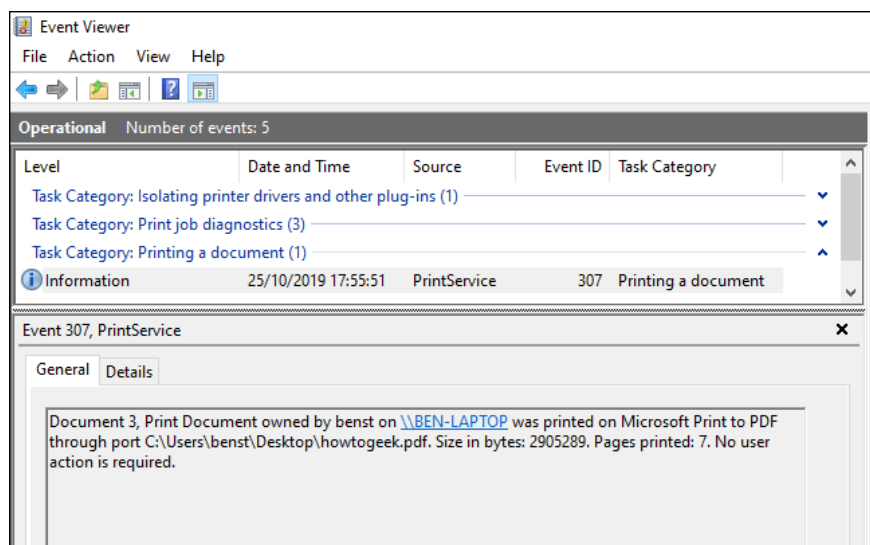 Event Viewer
File Action View Help
Operational Number of events: 5
Level Date and Time Source Event ID Task Category
Task Category: Isolating printer drivers and other plug-ins (1)
Task Category: Print job diagnostics (3)
Task Category: Printing a document (1)
Information 25/10/2019 17:55:51 PrintService 307 Printing a document
Event 307, PrintService
General Details
Document 3, Print Document owned by benst on \\BEN-LAPTOP was printed on Microsoft Print to PDF
through port C:\Users\benst\Desktop\howtogeek.pdf. Size in bytes: 2905289. Pages printed: 7. No user
action is required.